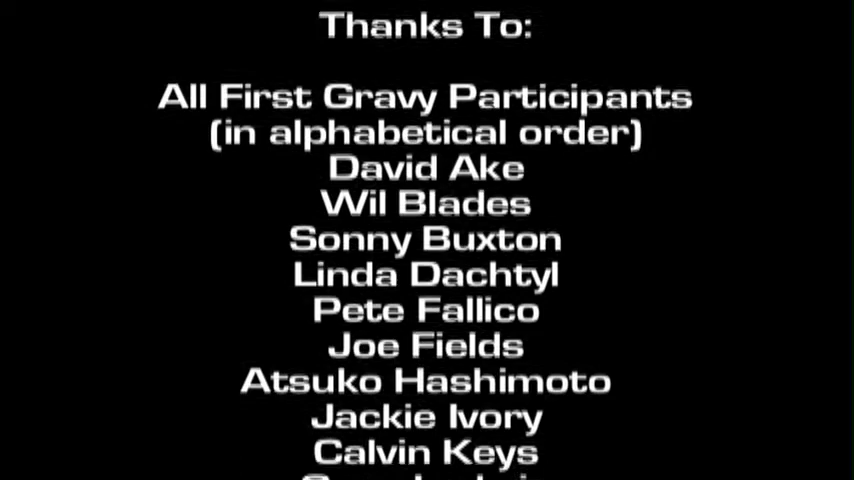 Thanks To:
All First Gravy Participants
(in alphabetical order)
David Ake
Wil Blades
Sonny Buxton
Linda Dachtyl
Pete Fallico
Joe Fields
Atsuko Hashimoto
Jackie Ivory
Calvin Keys